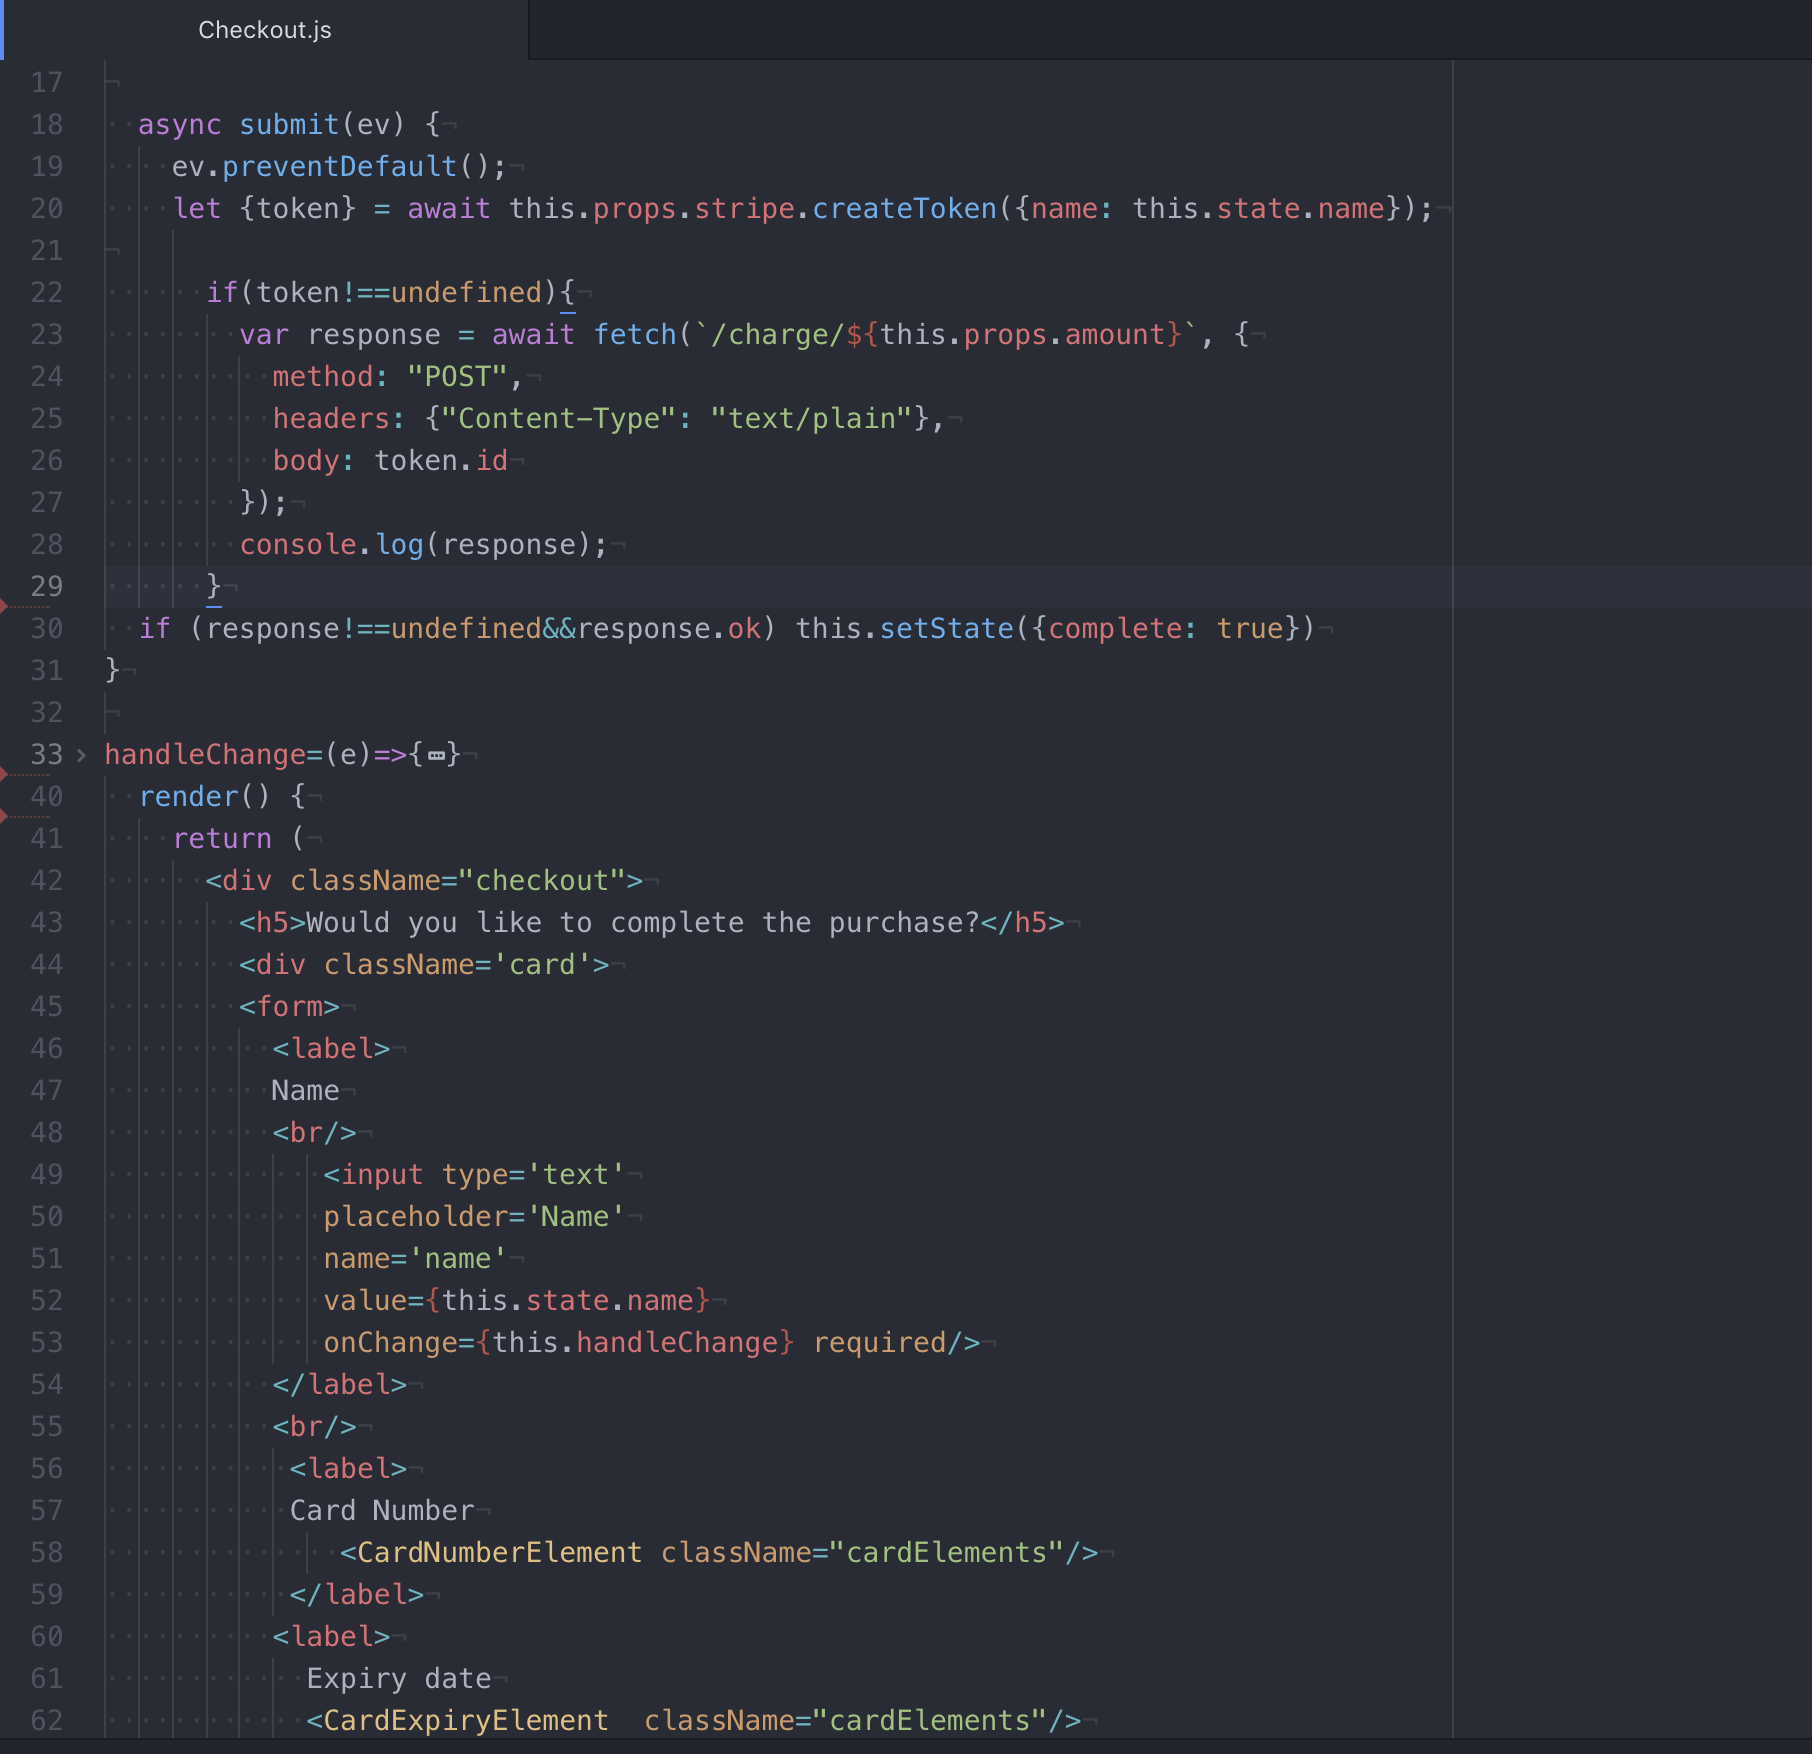 Checkout.js
17
18 async submit(ev) {
19 ev.preventDefault();
20 let {token} = await this.props.stripe.createToken({name: this.state.name});
21
22 if(token!==undefined){
23 var response = await fetch(`/charge/${this.props.amount}`, {
24 method: "POST",
25 headers: {"Content-Type": "text/plain"},
26 body: token.id
27 });
28 console.log(response);
29 }
30 if (response!==undefined&&response.ok) this.setState({complete: true})
31 }
32
33 handleChange=(e)=>{…}
40 render() {
41 return (
42 <div className="checkout">
43 <h5>Would you like to complete the purchase?</h5>
44 <div className='card'>
45 <form>
46 <label>
47 Name
48 <br/>
49 <input type='text'
50 placeholder='Name'
51 name='name'
52 value={this.state.name}
53 onChange={this.handleChange} required/>
54 </label>
55 <br/>
56 <label>
57 Card Number
58 <CardNumberElement className="cardElements"/>
59 </label>
60 <label>
61 Expiry date
62 <CardExpiryElement  className="cardElements"/>